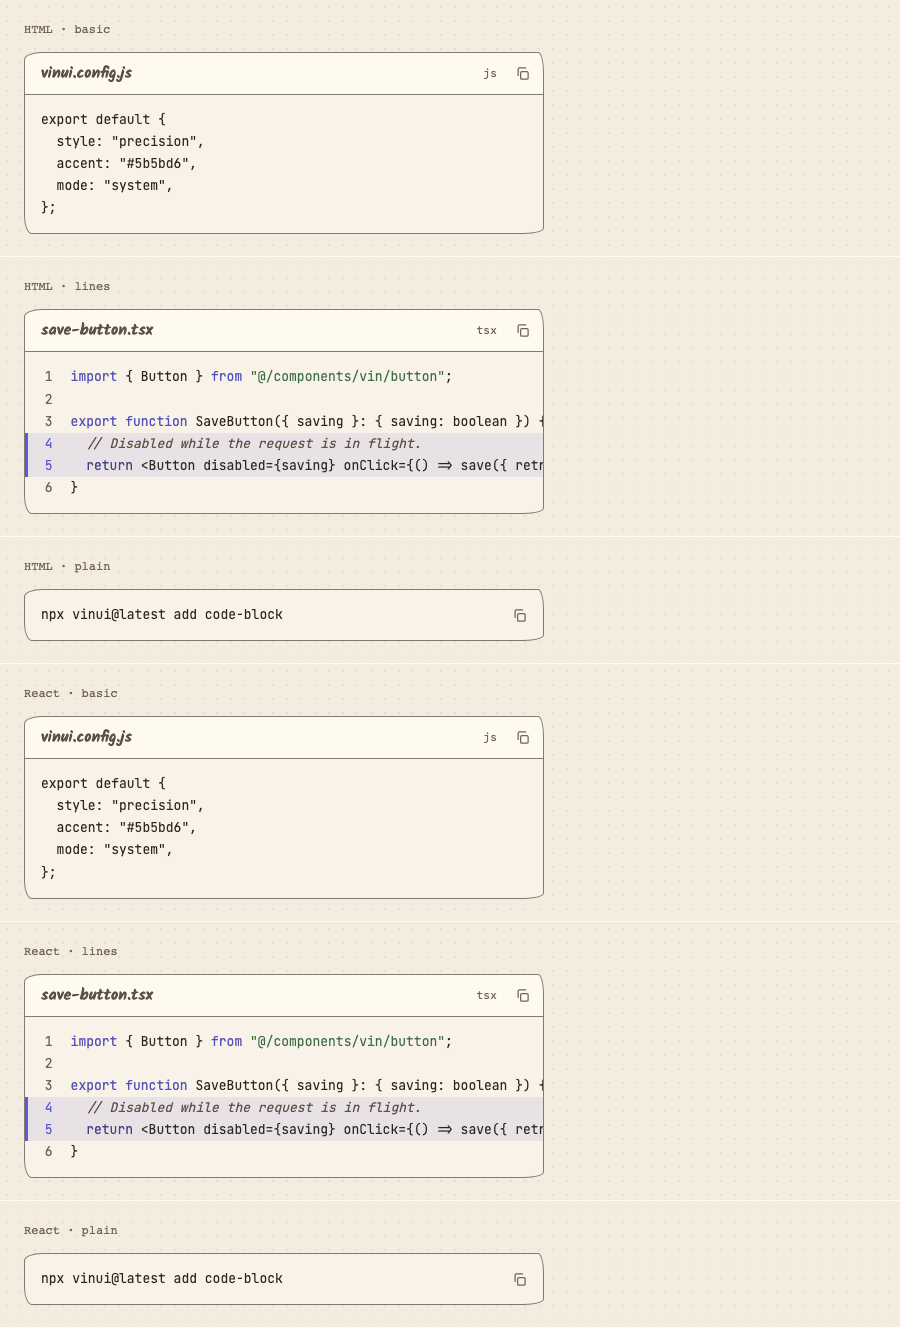 HTML · basic
vinui.config.js
js
export default {
  style: "precision",
  accent: "#5b5bd6",
  mode: "system",
};
HTML · lines
save-button.tsx
tsx
1 import { Button } from "@/components/vin/button";
2
3 export function SaveButton({ saving }: { saving: boolean }) {
4   // Disabled while the request is in flight.
5   return <Button disabled={saving} onClick={() => save({ retr
6 }
HTML · plain
npx vinui@latest add code-block
React · basic
vinui.config.js
js
export default {
  style: "precision",
  accent: "#5b5bd6",
  mode: "system",
};
React · lines
save-button.tsx
tsx
1 import { Button } from "@/components/vin/button";
2
3 export function SaveButton({ saving }: { saving: boolean }) {
4   // Disabled while the request is in flight.
5   return <Button disabled={saving} onClick={() => save({ retr
6 }
React · plain
npx vinui@latest add code-block